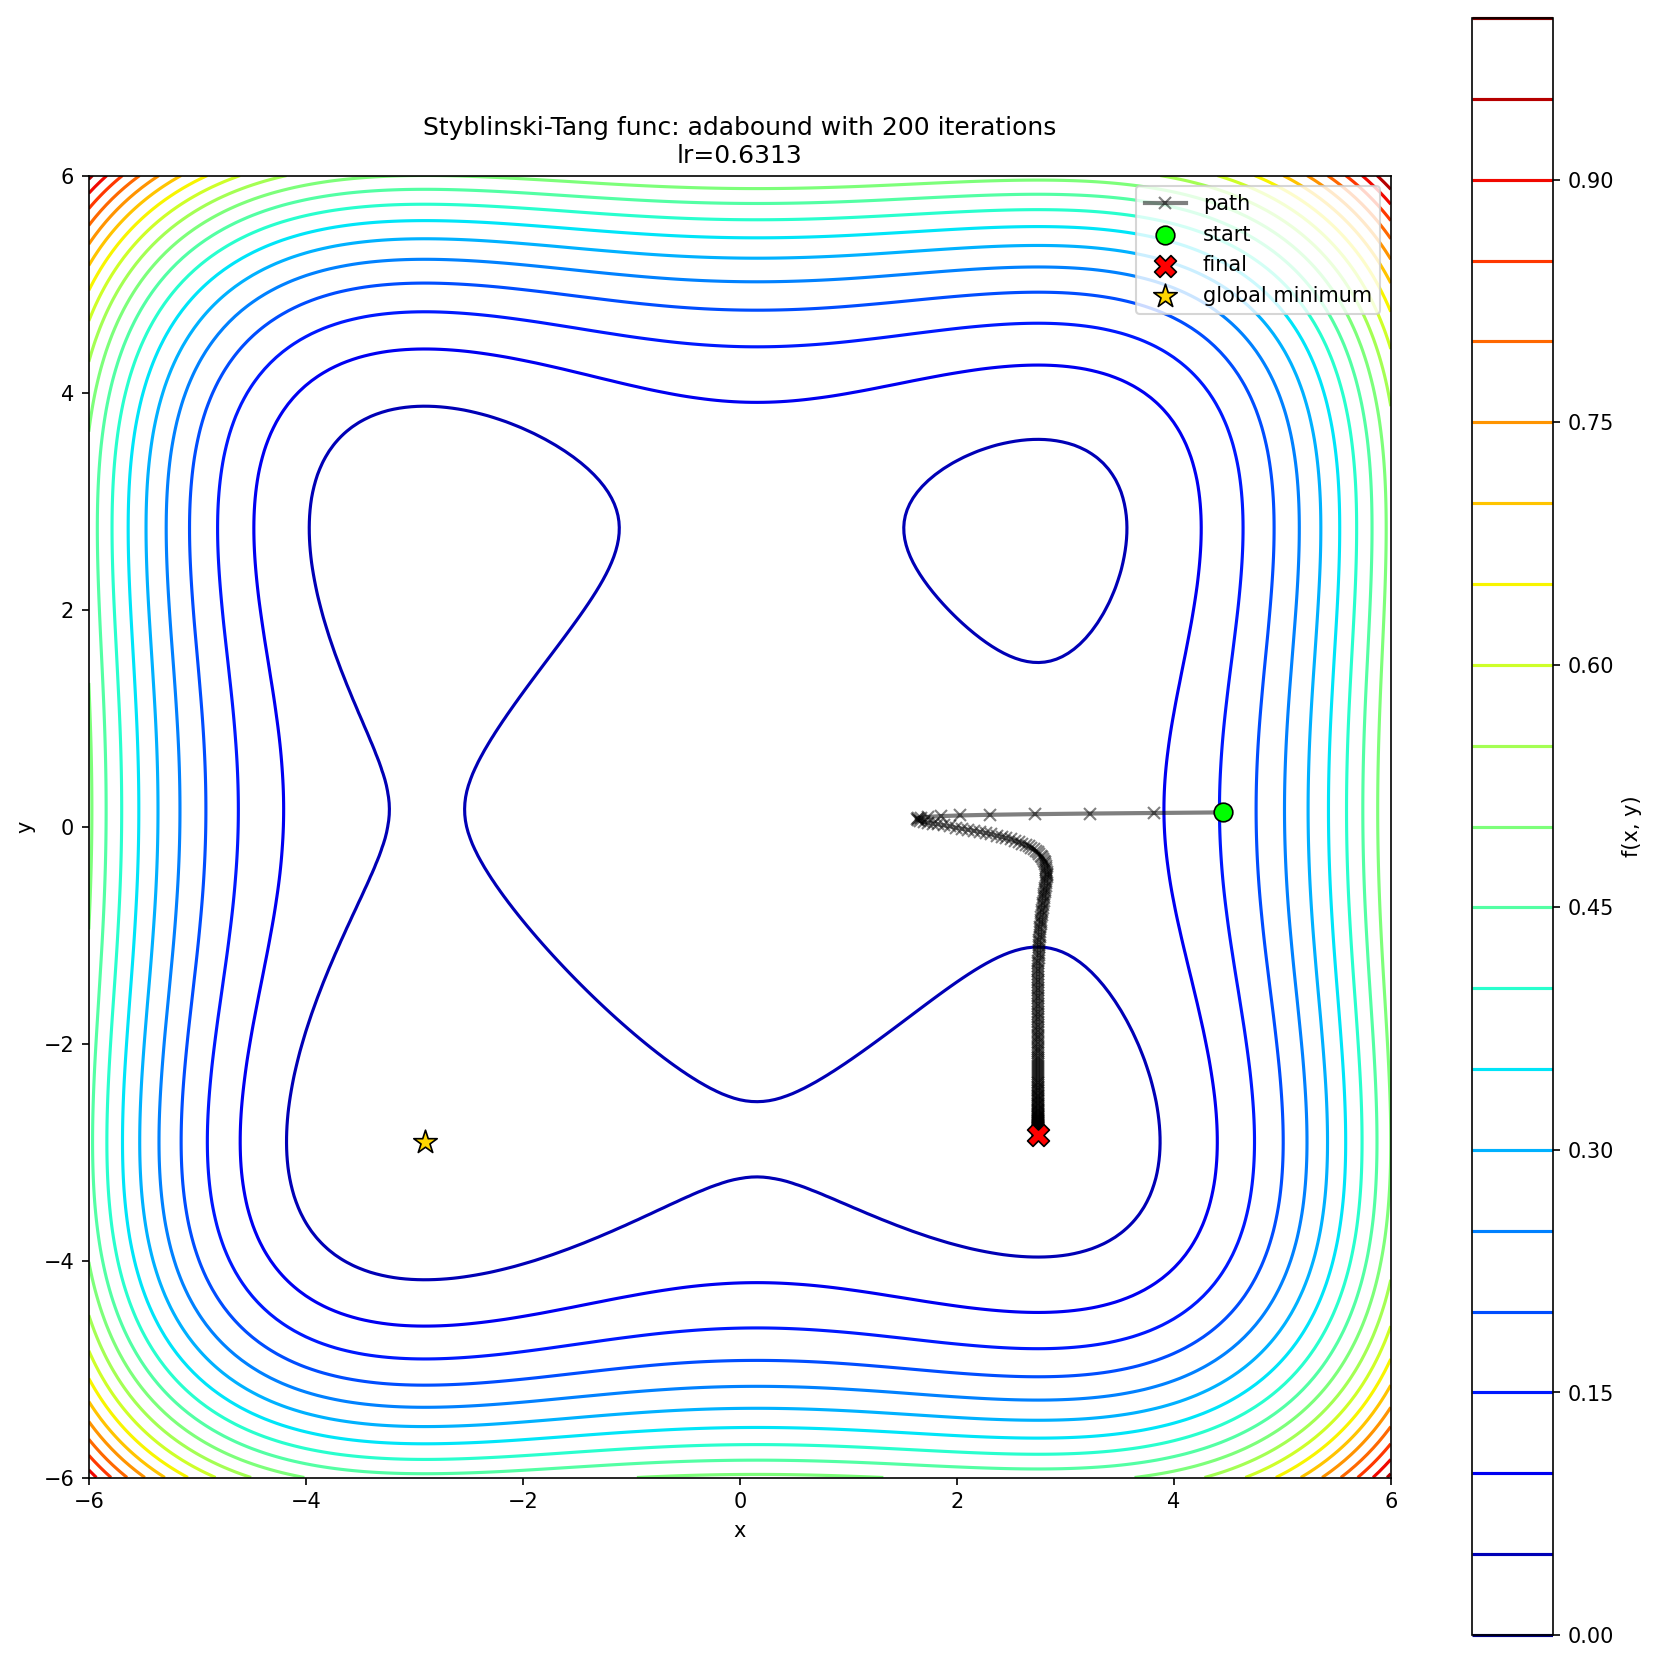 Styblinski-Tang func: adabound with 200 iterations
lr=0.6313
path
start
final
global minimum
6
4
2
0
−2
−4
−6
y
−6
−4
−2
0
2
4
6
x
0.90
0.75
0.60
0.45
0.30
0.15
0.00
f(x, y)